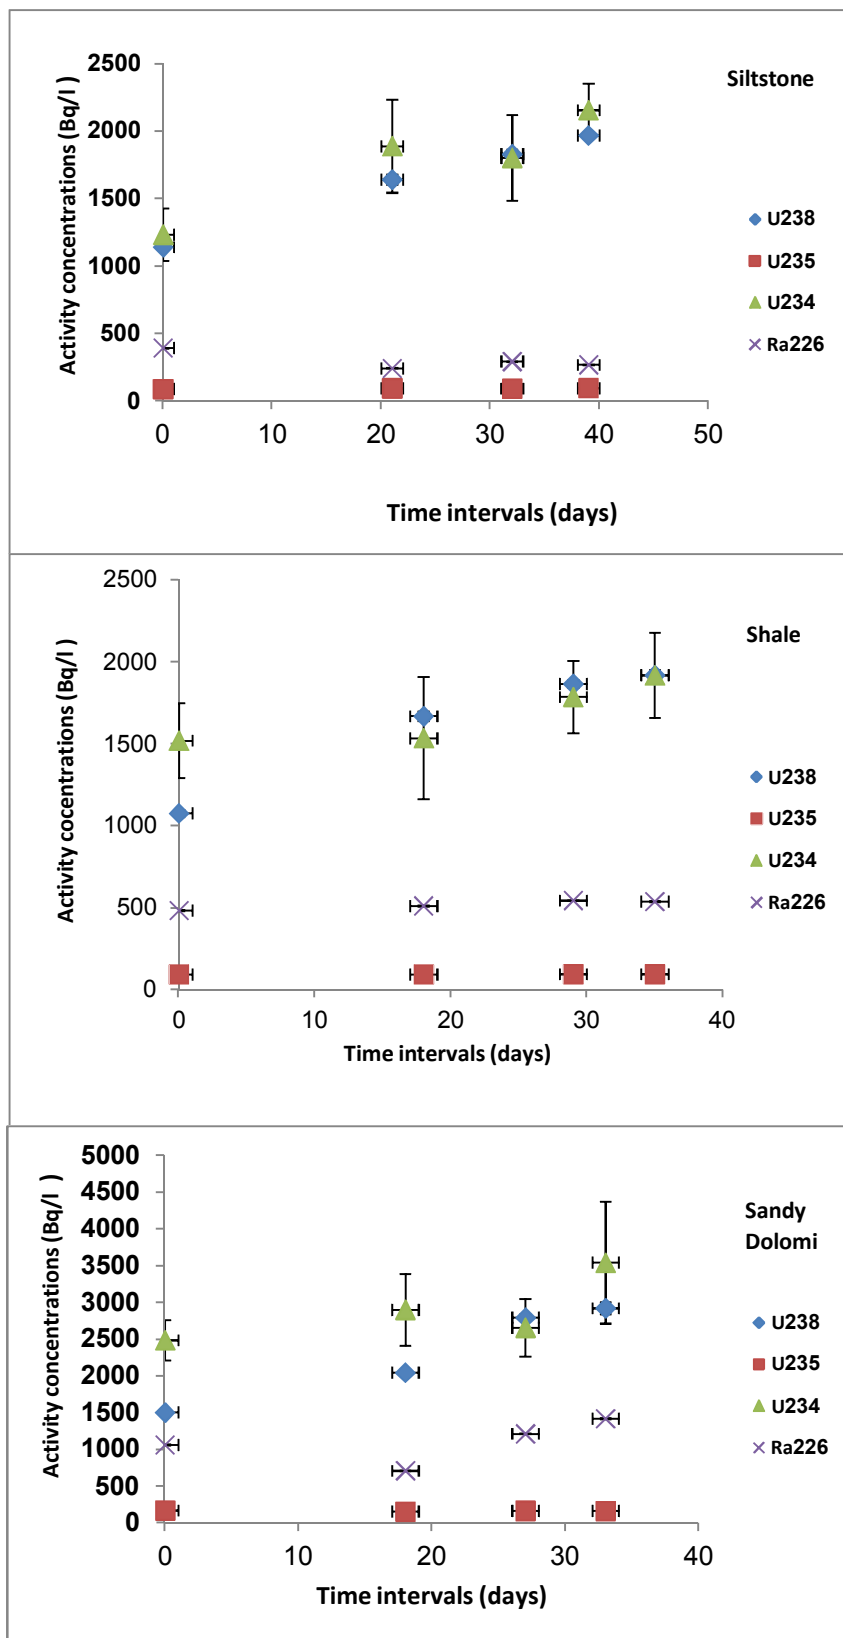 Siltstone
Activity concentrations (Bq/l )
2500
2000
1500
1000
500
0
0 10 20 30 40 50
Time intervals (days)
U238
U235
U234
Ra226
Shale
Activity cocentrations (Bq/l )
2500
2000
1500
1000
500
0
0 10 20 30 40
Time intervals (days)
U238
U235
U234
Ra226
Sandy
Dolomi
Activity concentrations (Bq/l )
5000
4500
4000
3500
3000
2500
2000
1500
1000
500
0
0 10 20 30 40
Time intervals (days)
U238
U235
U234
Ra226